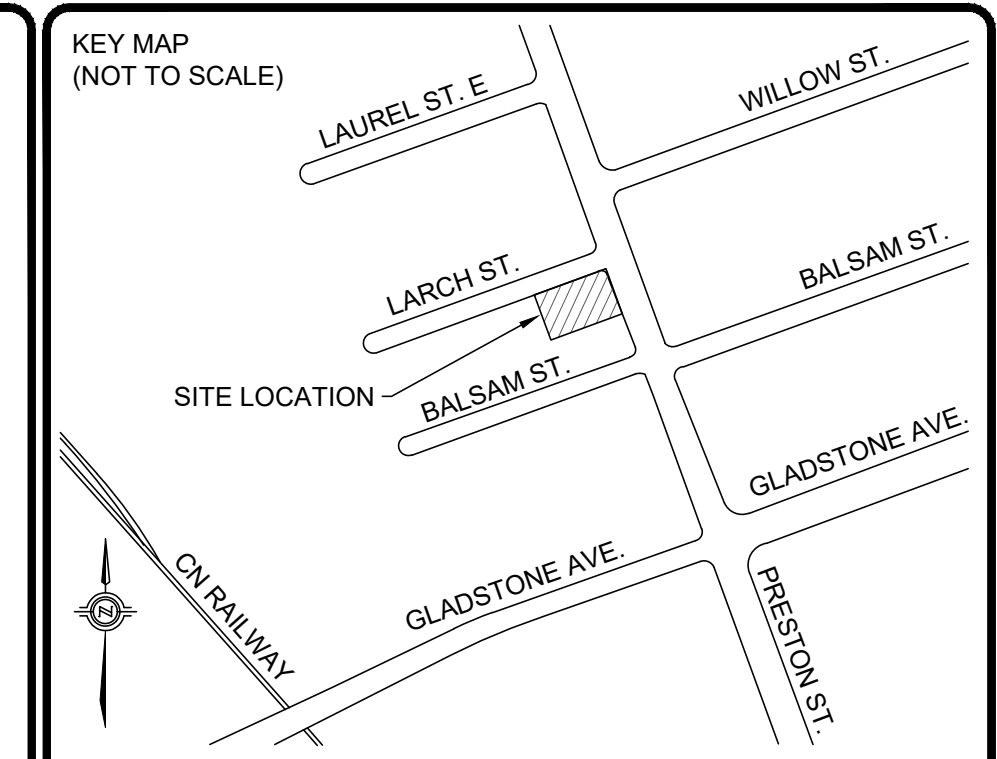 KEY MAP
(NOT TO SCALE)
LAUREL ST. E
WILLOW ST.
LARCH ST.
BALSAM ST.
SITE LOCATION
BALSAM ST.
GLADSTONE AVE.
CN RAILWAY
GLADSTONE AVE.
PRESTON ST.
N